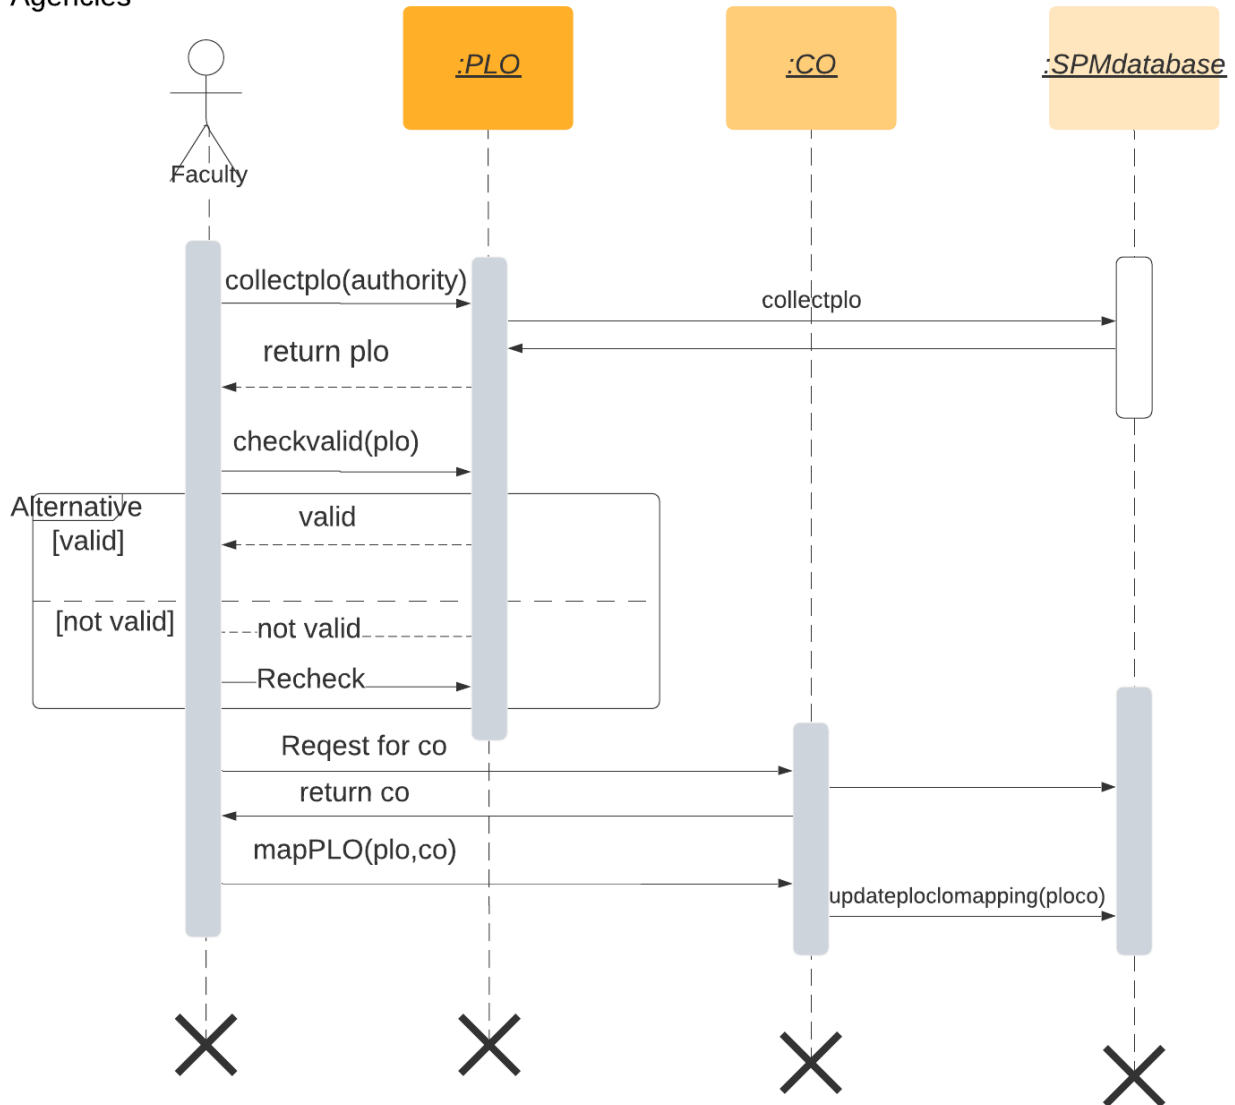 Agencies
:PLO
:CO
:SPMdatabase
Faculty
collectplo(authority)
collectplo
return plo
checkvalid(plo)
Alternative
valid
[valid]
[not valid]
not valid
Recheck
Reqest for co
return co
mapPLO(plo,co)
updateploclomapping(ploco)